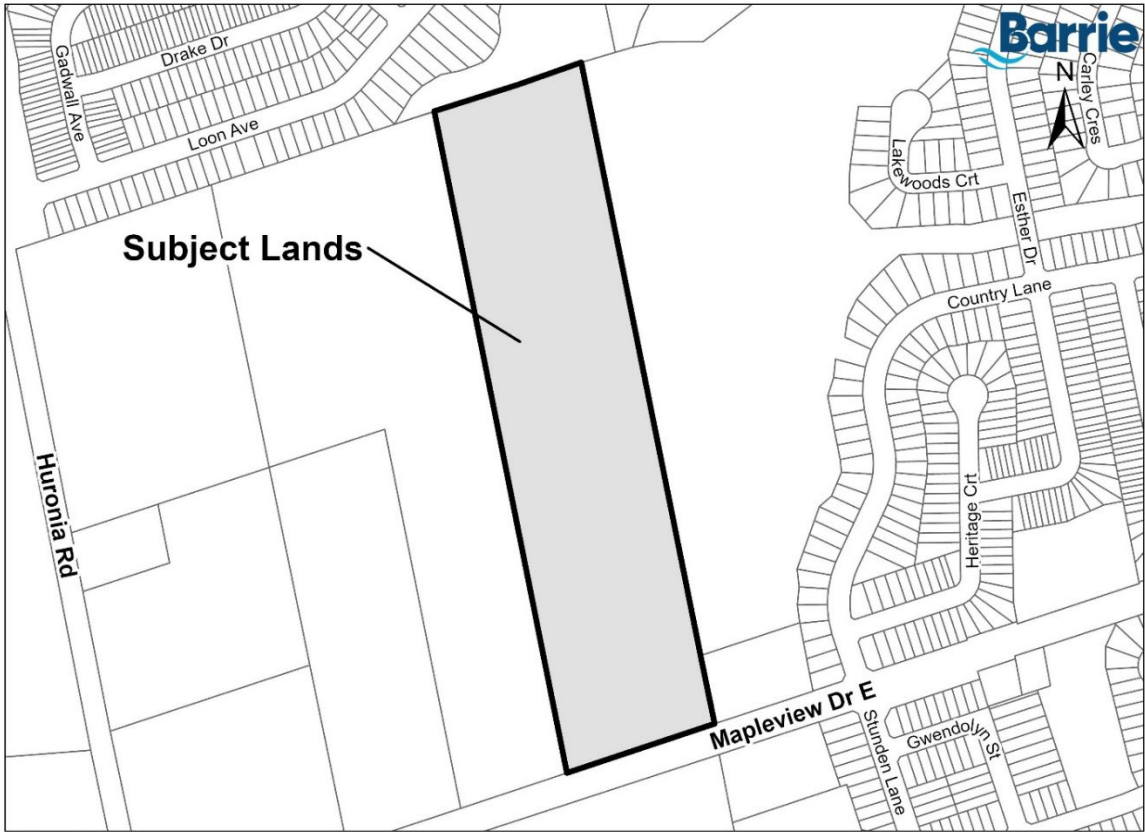 Barrie
N
Gadwall Ave
Drake Dr
Loon Ave
Carley Cres
Lakewoods Crt
Esther Dr
Subject Lands
Country Lane
Huronia Rd
Heritage Crt
Mapleview Dr E
Stunden Lane
Gwendolyn St